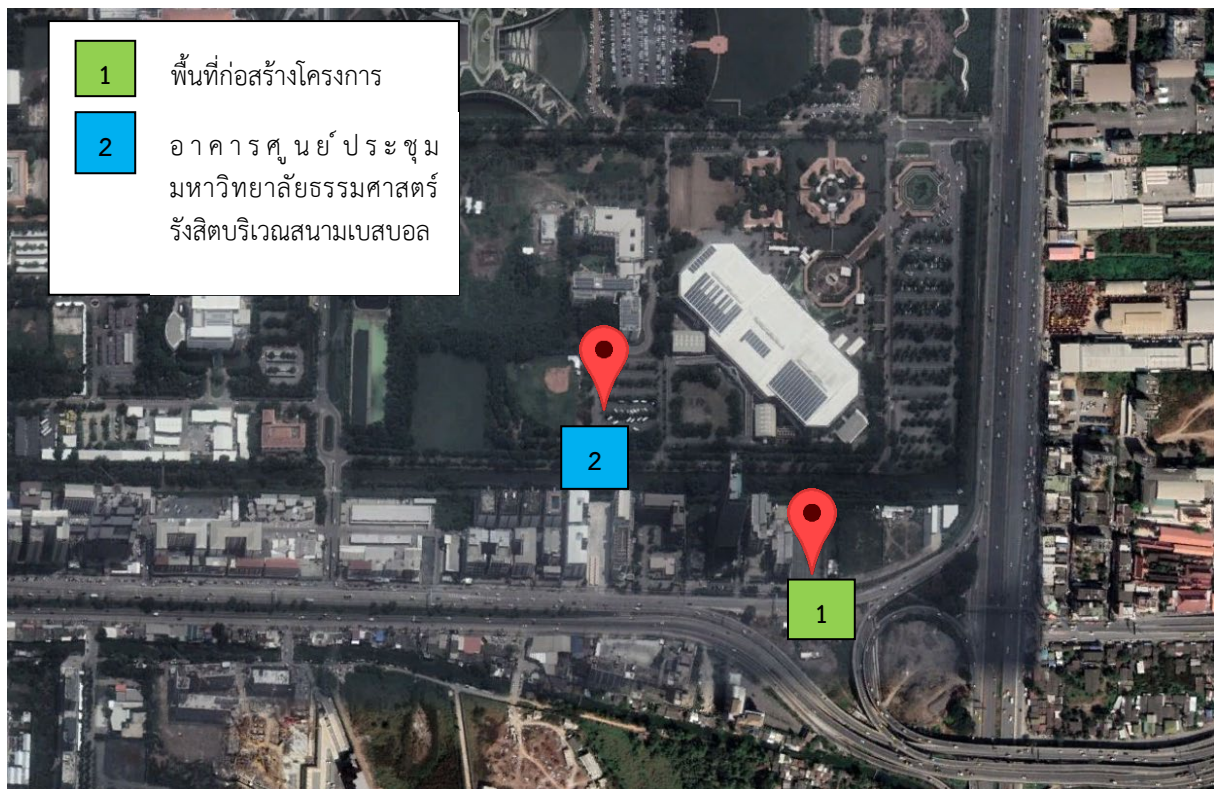 1 พื้นที่ก่อสร้างโครงการ
2 อาคารศูนย์ประชุม
มหาวิทยาลัยธรรมศาสตร์
รังสิตบริเวณสนามเบสบอล
2
1